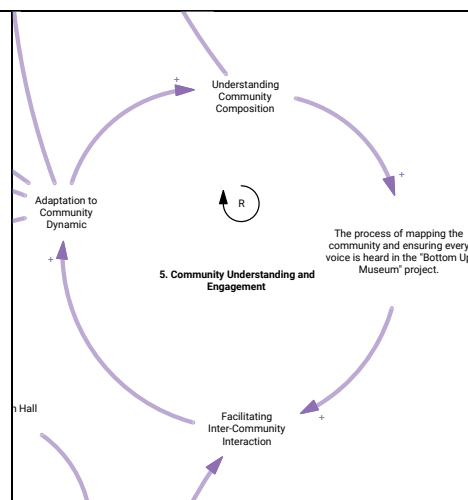 +
Understanding
Community
Composition
+
Adaptation to
Community
Dynamic
R
The process of mapping the
community and ensuring every
voice is heard in the "Bottom Up
Museum" project.
+
5. Community Understanding and
Engagement
Hall
Facilitating
Inter-Community
Interaction
+